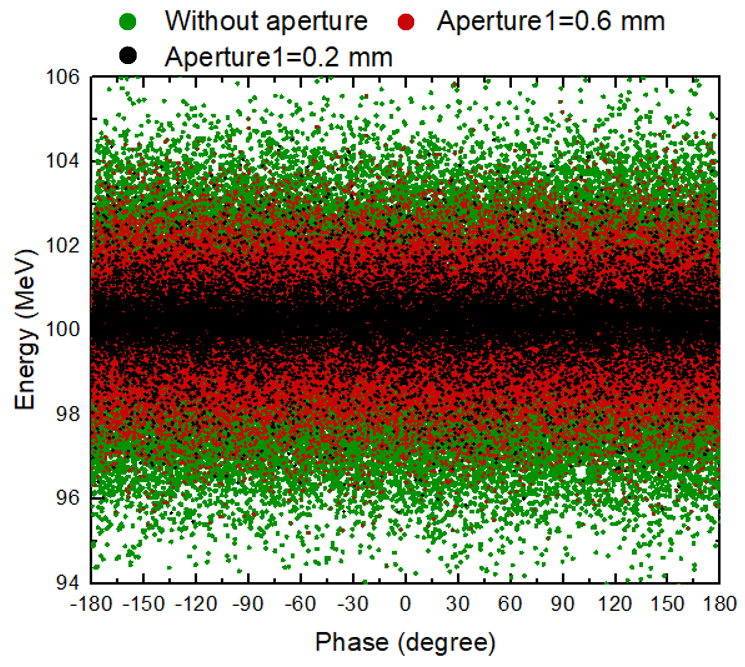 Without aperture
Aperture1=0.6 mm
Aperture1=0.2 mm
106
104
102
100
98
96
94
Energy (MeV)
-180 -150 -120 -90 -60 -30 0 30 60 90 120 150 180
Phase (degree)